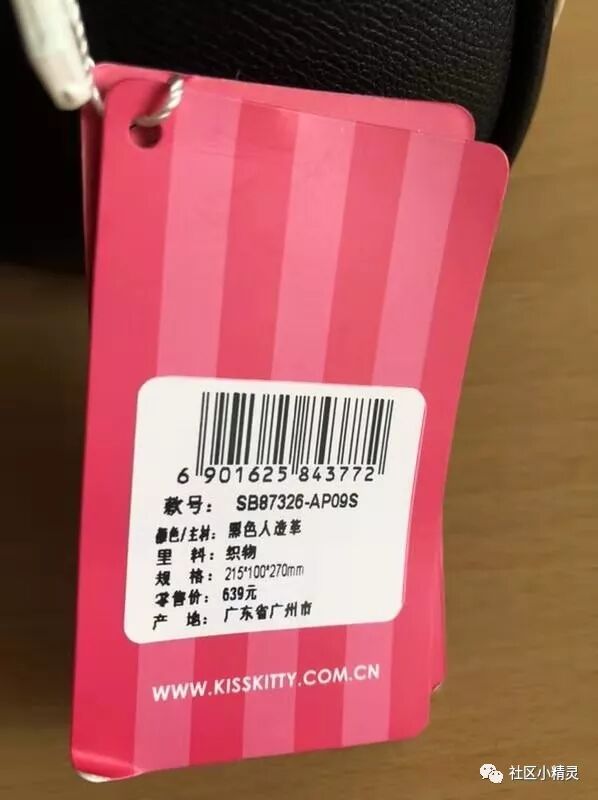 6 901625 843772
款号: SB87326-AP09S
颜色/主材: 黑色人造革
里 料: 织物
规 格: 215*100*270mm
零售价: 639元
产 地: 广东省广州市
WWW.KISSKITTY.COM.CN
社区小精灵